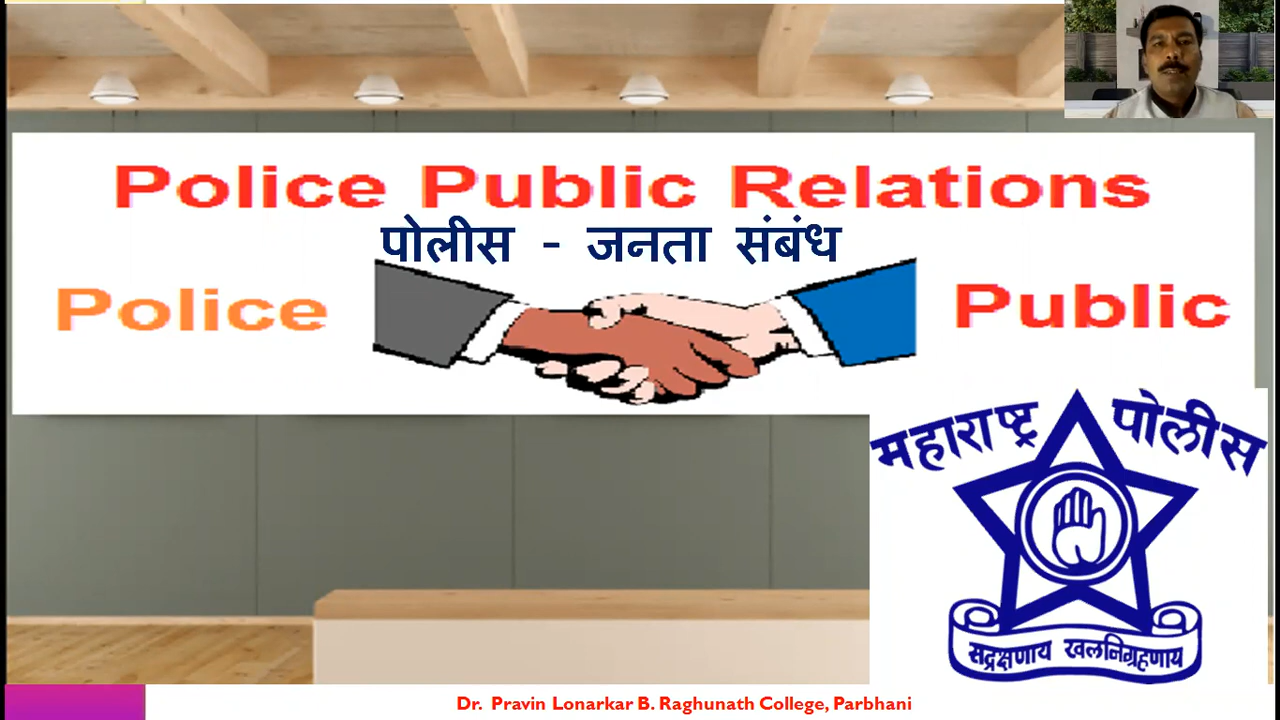 Police Public Relations
पोलीस - जनता संबंध
Police
Public
महाराष्ट्र पोलीस
सद्रक्षणाय खलनिग्रहणाय
Dr. Pravin Lonarkar B. Raghunath College, Parbhani